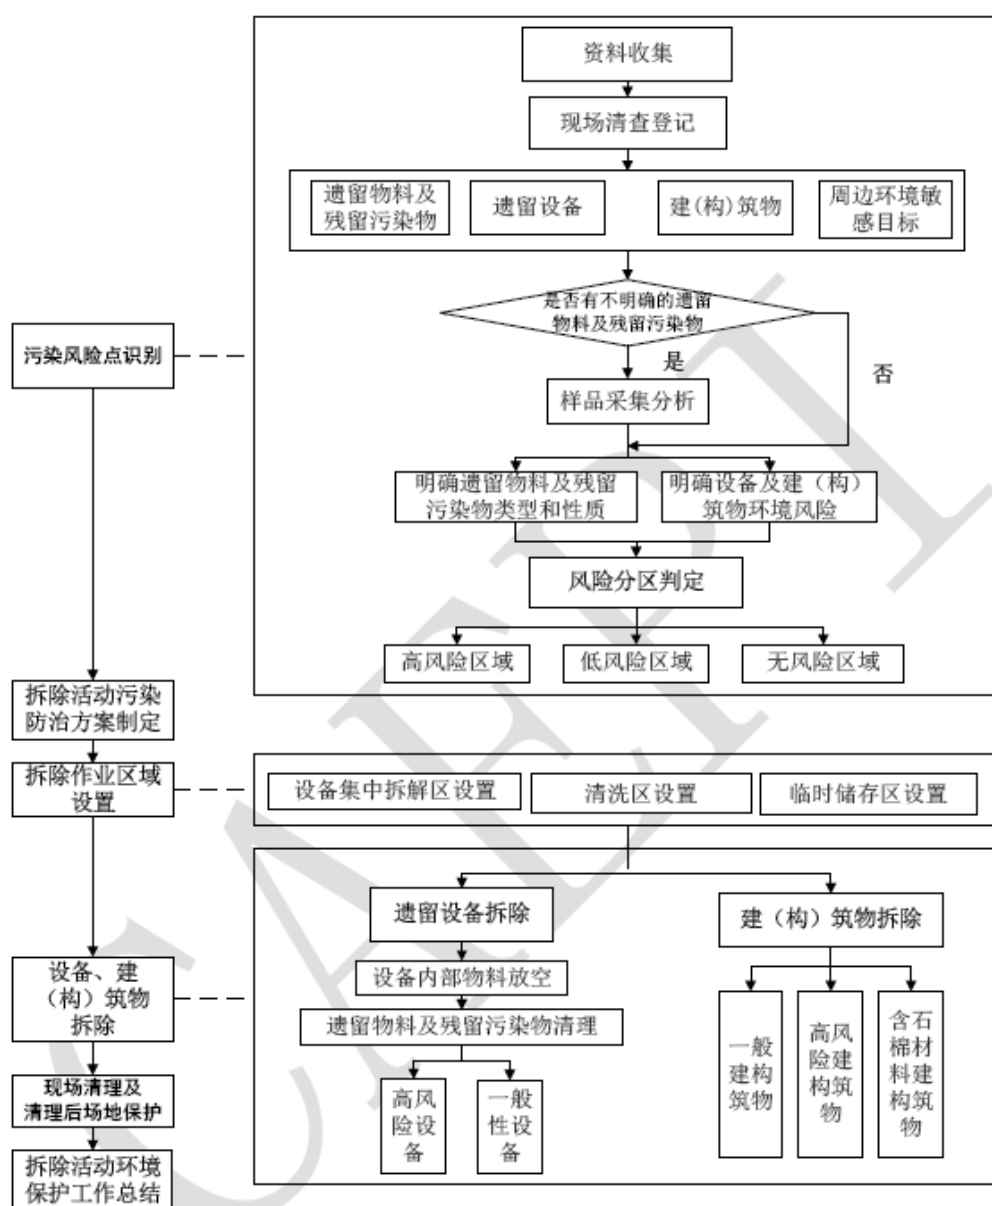 资料收集
现场清查登记
遗留物料及
残留污染物
遗留设备
建(构)筑物
周边环境敏
感目标
是否有不明确的遗留
物料及残留污染物
是
否
样品采集分析
明确遗留物料及残留
污染物类型和性质
明确设备及建（构）
筑物环境风险
风险分区判定
高风险区域
低风险区域
无风险区域
污染风险点识别
拆除活动污染
防治方案制定
拆除作业区域
设置
设备集中拆解区设置
清洗区设置
临时储存区设置
设备、建
（构）筑物
拆除
遗留设备拆除
设备内部物料放空
遗留物料及残留污染物清理
高风
险设
备
一般
性设
备
建（构）筑物拆除
一般
建构
筑物
高风
险建
构筑
物
含石
棉材
料建
构筑
物
现场清理及
清理后场地保护
拆除活动环境
保护工作总结
CAEPI